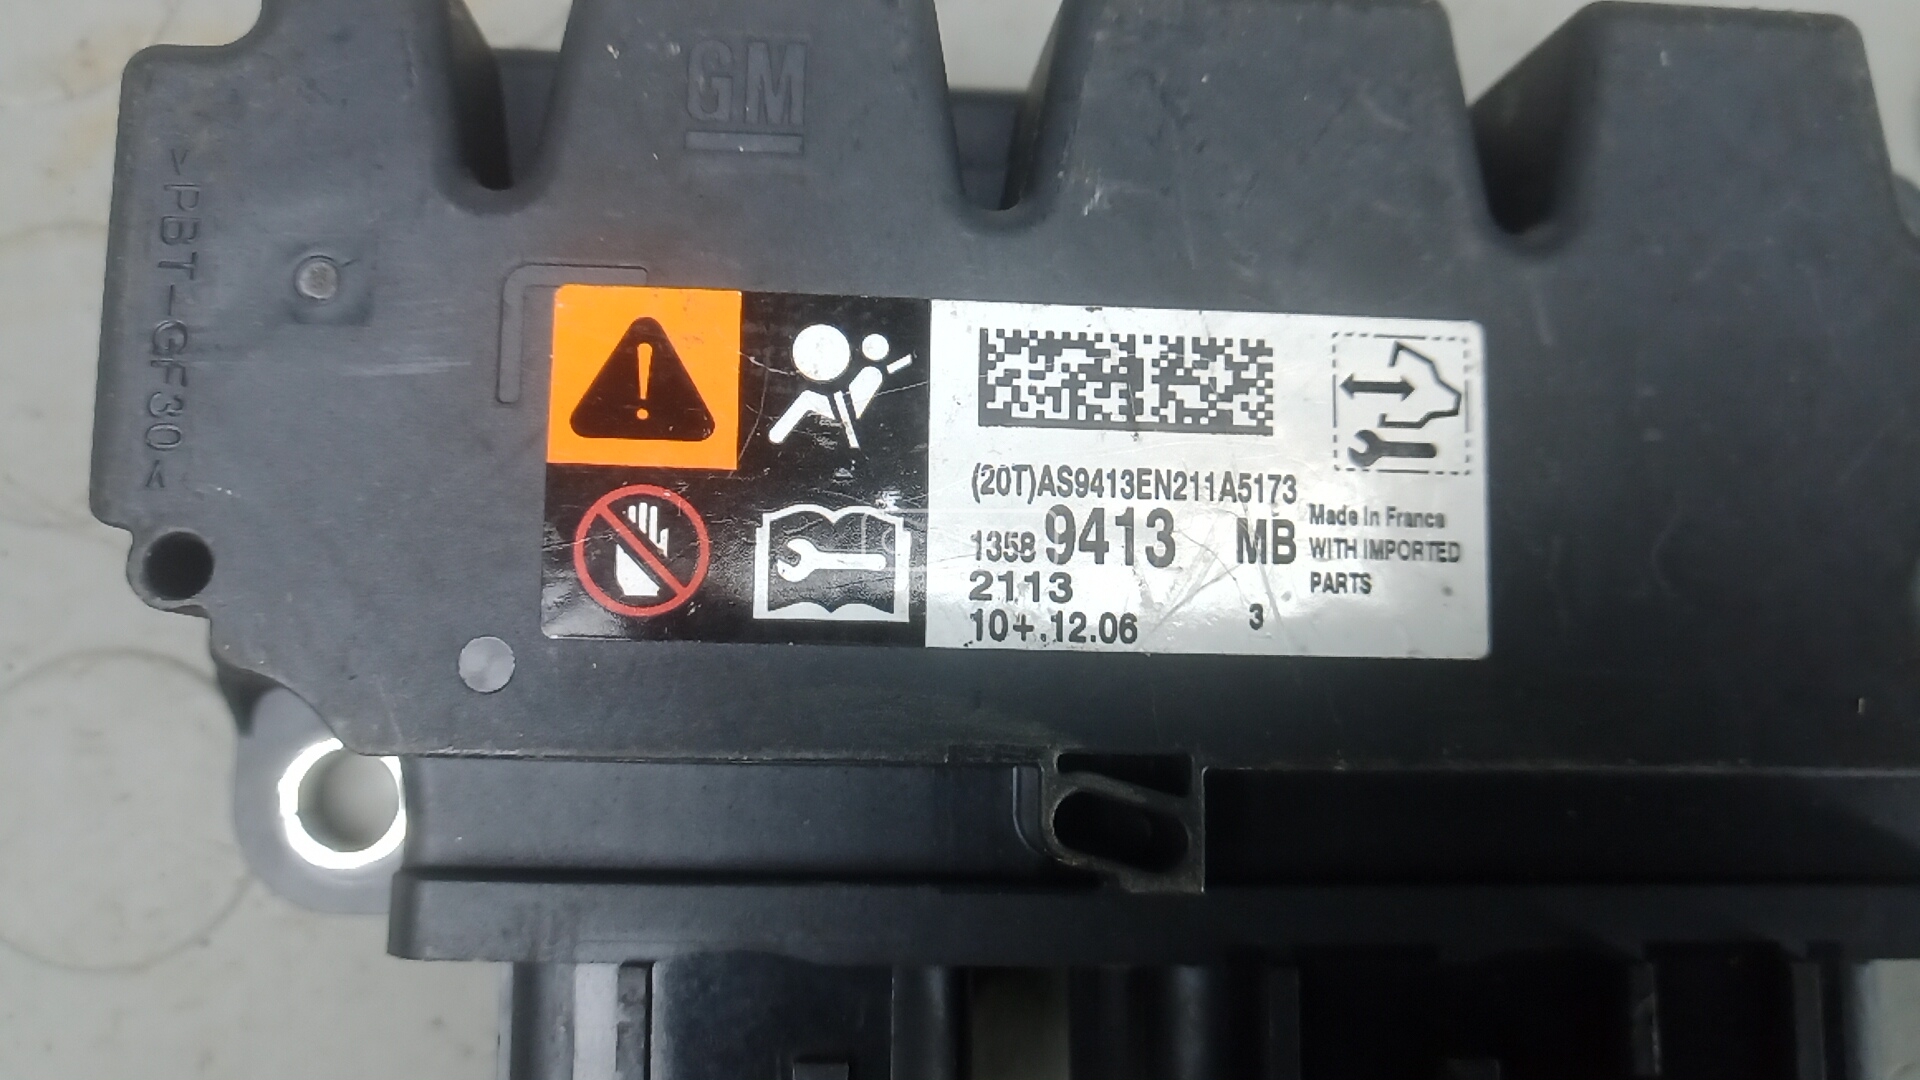 GM
>PBT-GF30<
(20T)AS9413EN211A5173
1358 9413 MB
2113
10+.12.06 3
Made In France
WITH IMPORTED
PARTS